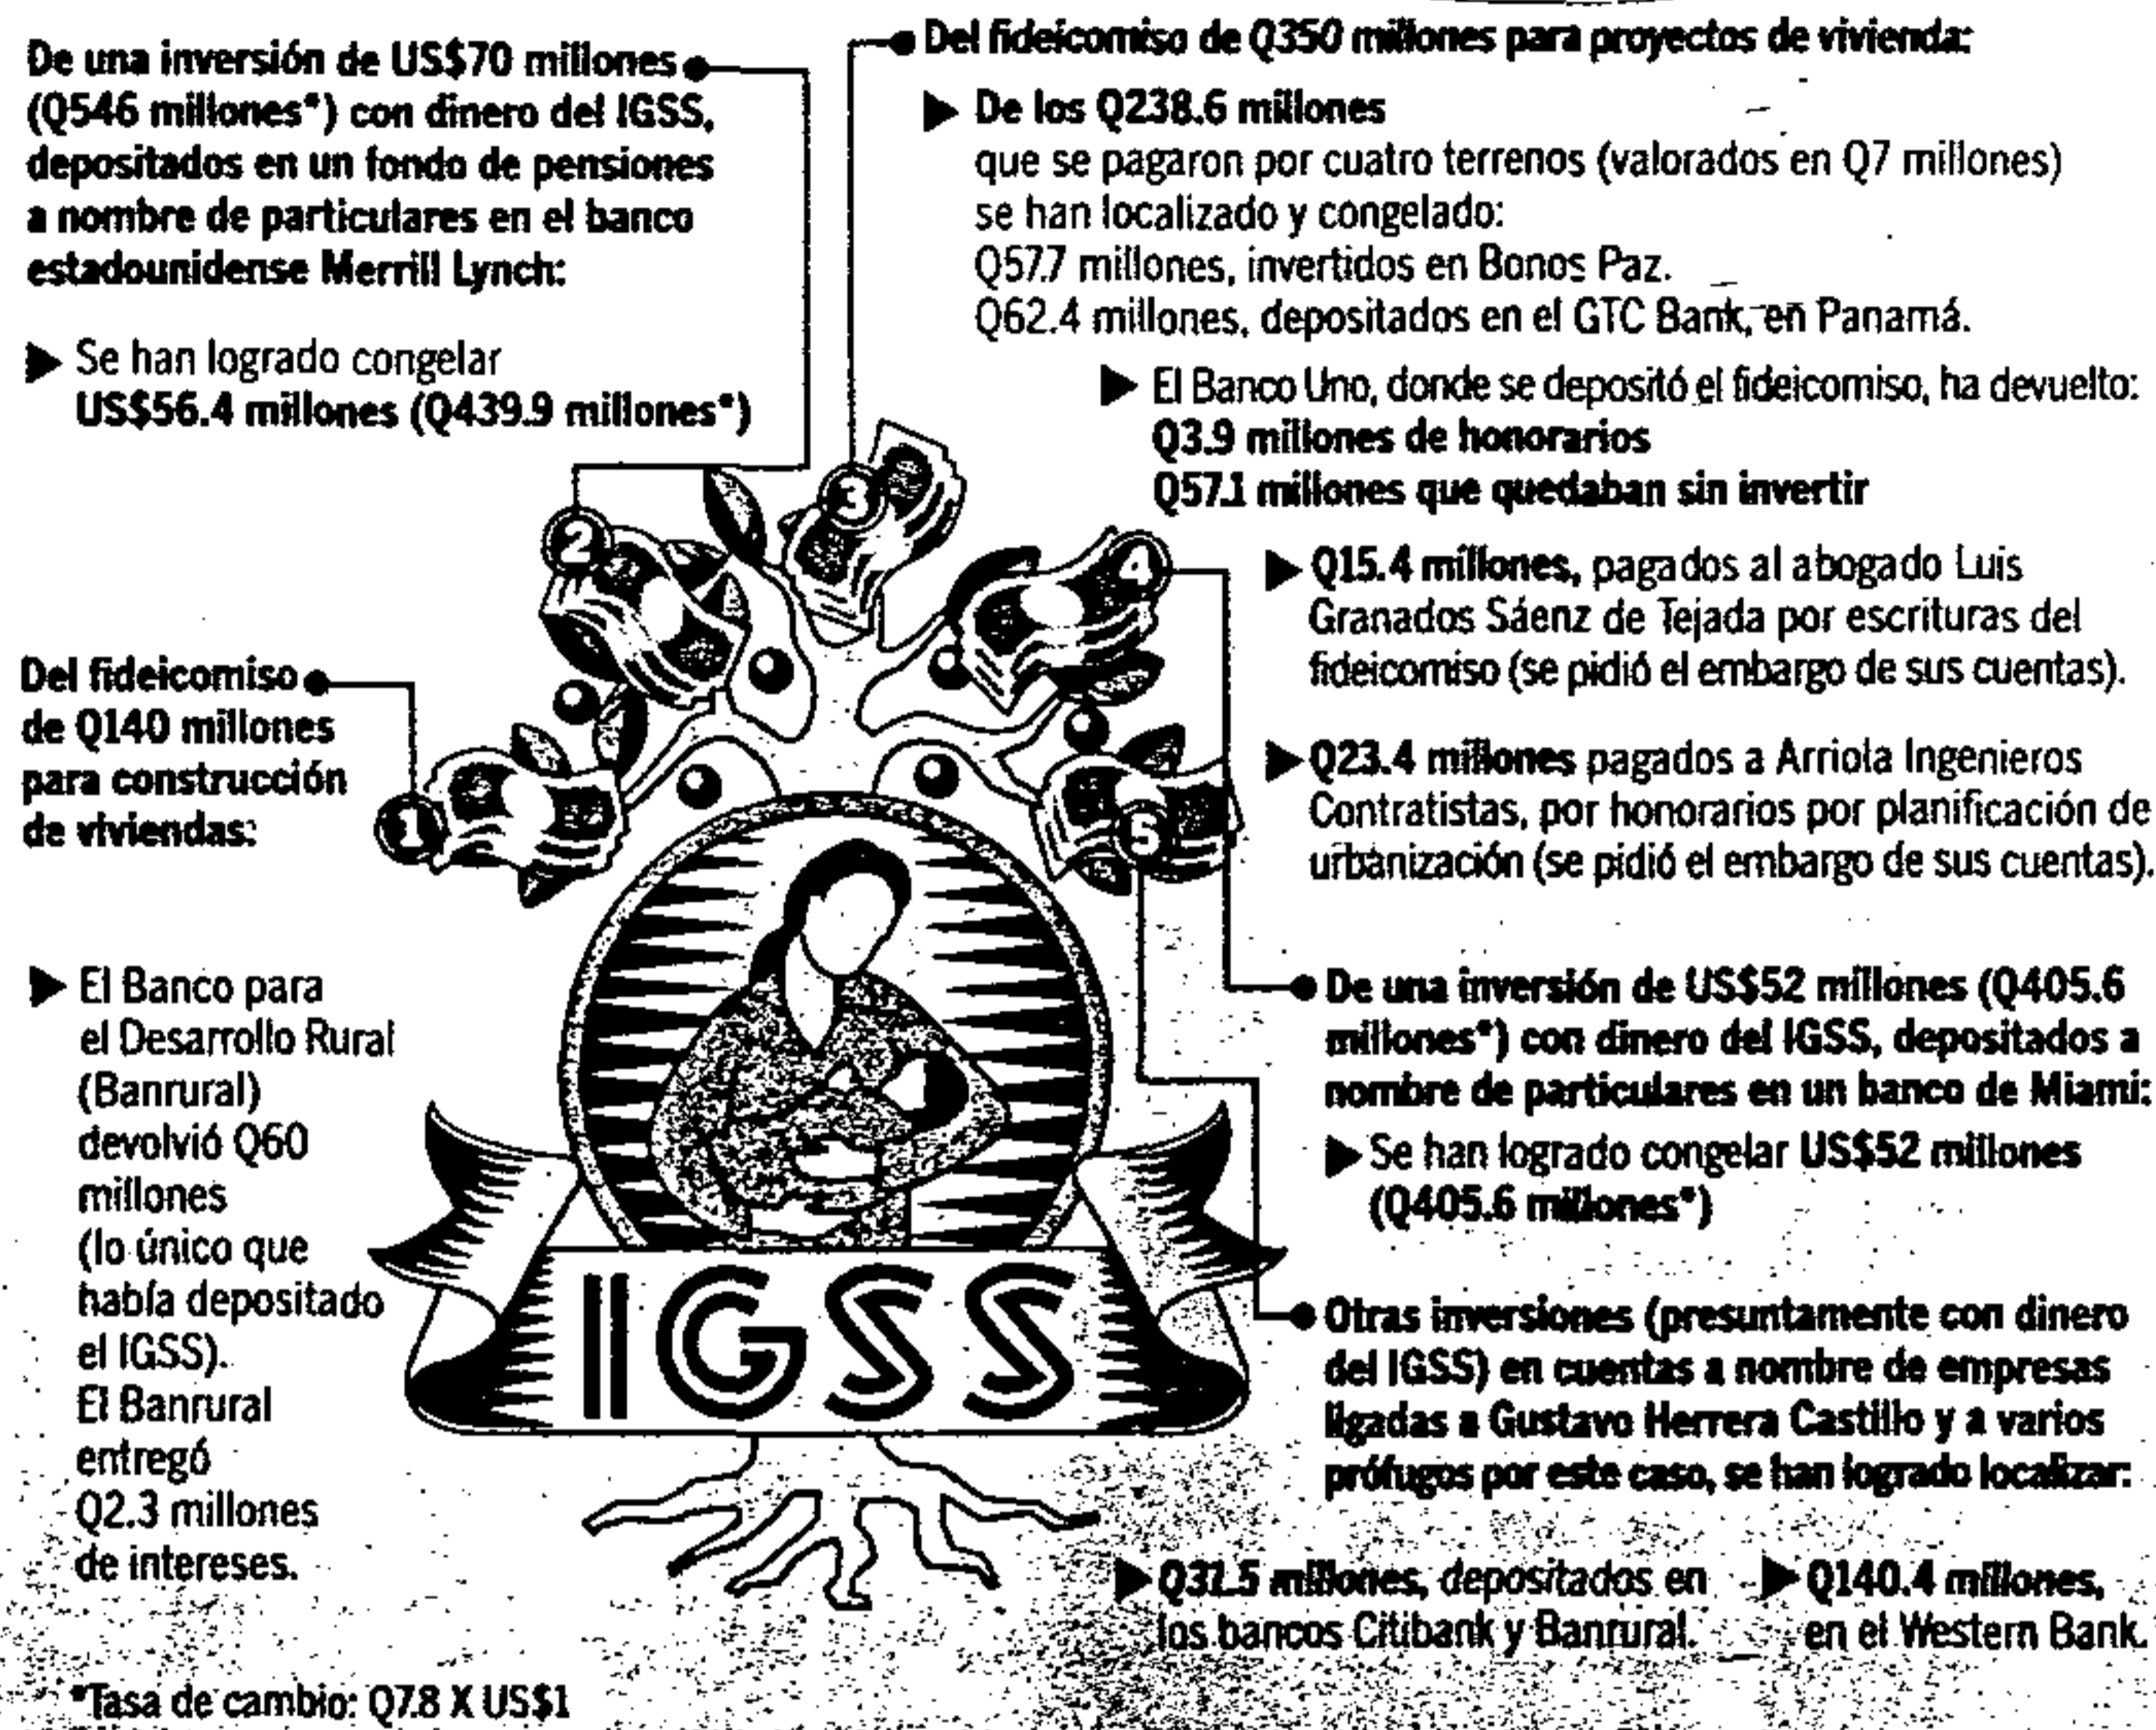 De una inversión de US$70 millones
(Q546 millones*) con dinero del IGSS,
depositados en un fondo de pensiones
a nombre de particulares en el banco
estadounidense Merrill Lynch:
Se han logrado congelar
US$56.4 millones (Q439.9 millones*)
Del fideicomiso de Q350 millones para proyectos de vivienda:
De los Q238.6 millones
que se pagaron por cuatro terrenos (valorados en Q7 millones)
se han localizado y congelado:
Q57.7 millones, invertidos en Bonos Paz.
Q62.4 millones, depositados en el GTC Bank, en Panamá.
El Banco Uno, donde se depositó el fideicomiso, ha devuelto:
Q3.9 millones de honorarios
Q57.1 millones que quedaban sin invertir
Q15.4 millones, pagados al abogado Luis
Granados Sáenz de Tejada por escrituras del
fideicomiso (se pidió el embargo de sus cuentas).
Q23.4 millones pagados a Arriola Ingenieros
Contratistas, por honorarios por planificación de
urbanización (se pidió el embargo de sus cuentas).
Del fideicomiso
de Q140 millones
para construcción
de viviendas:
El Banco para
el Desarrollo Rural
(Banrural)
devolvió Q60
millones
(lo único que
había depositado
el IGSS).
El Banrural
entregó
Q2.3 millones
de intereses.
1
2
3
4
5
IGSS
De una inversión de US$52 millones (Q405.6
millones*) con dinero del IGSS, depositados a
nombre de particulares en un banco de Miami:
Se han logrado congelar US$52 millones
(Q405.6 millones*)
Otras inversiones (presuntamente con dinero
del IGSS) en cuentas a nombre de empresas
ligadas a Gustavo Herrera Castillo y a varios
prófugos por este caso, se han logrado localizar:
millones, depositados en
los bancos Citibank y Banrural.
Q140.4 millones,
en el Western Bank.
*Tasa de cambio: Q7.8 X US$1